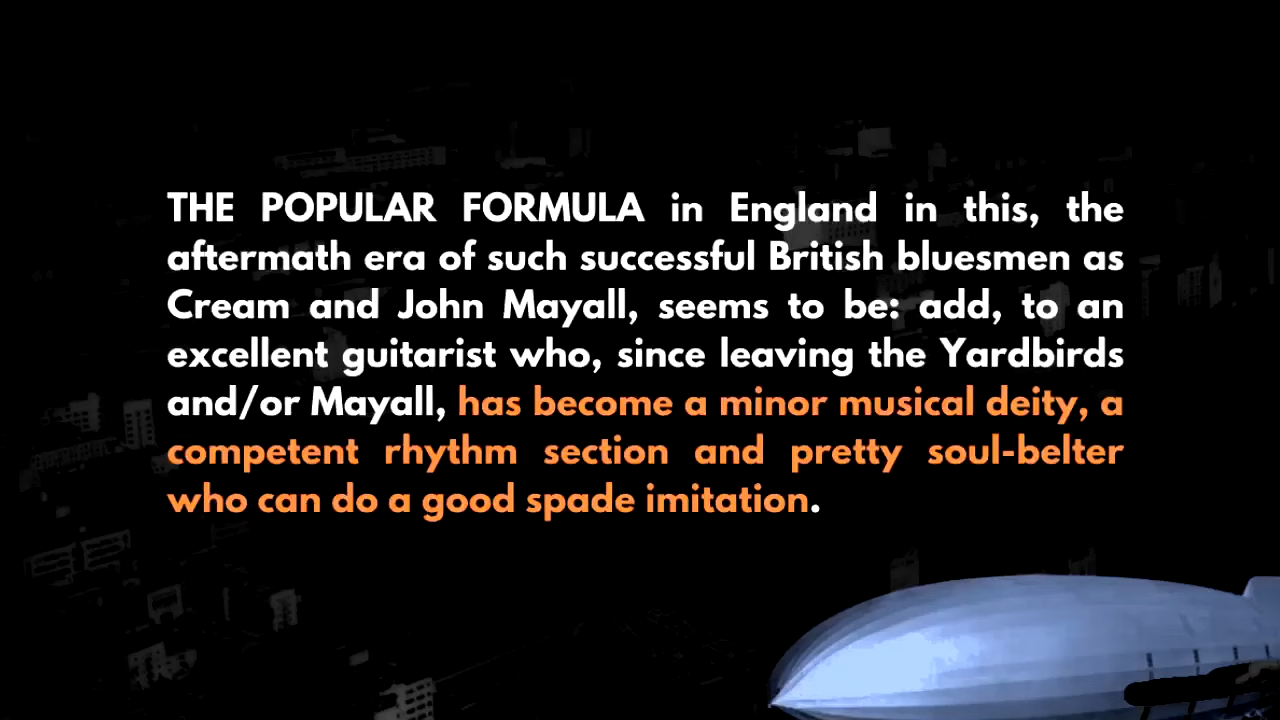 THE POPULAR FORMULA in England in this, the
aftermath era of such successful British bluesmen as
Cream and John Mayall, seems to be: add, to an
excellent guitarist who, since leaving the Yardbirds
and/or Mayall, has become a minor musical deity, a
competent rhythm section and pretty soul-belter
who can do a good spade imitation.